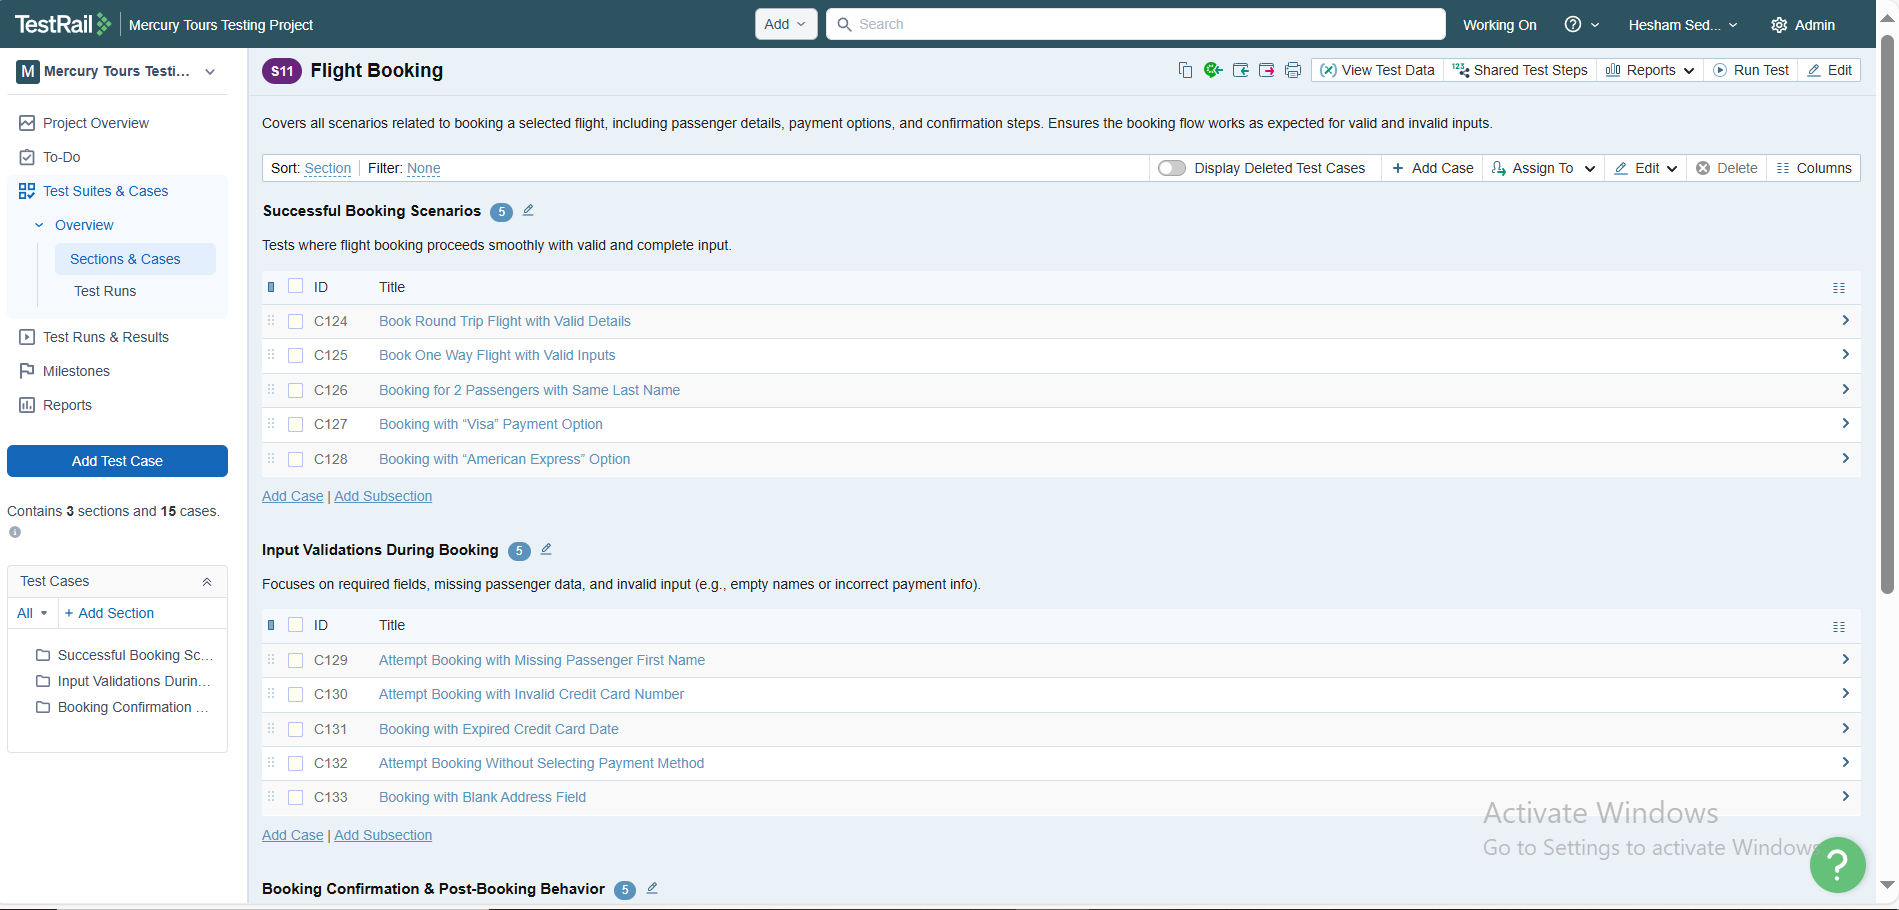 TestRail Mercury Tours Testing Project Add Search Working On Hesham Sed... Admin
M Mercury Tours Testi...
Project Overview
To-Do
Test Suites & Cases
Overview
Sections & Cases
Test Runs
Test Runs & Results
Milestones
Reports
Add Test Case
Contains 3 sections and 15 cases.
Test Cases
All + Add Section
Successful Booking Sc...
Input Validations Durin...
Booking Confirmation ...
S11 Flight Booking View Test Data Shared Test Steps Reports Run Test Edit
Covers all scenarios related to booking a selected flight, including passenger details, payment options, and confirmation steps. Ensures the booking flow works as expected for valid and invalid inputs.
Sort: Section Filter: None Display Deleted Test Cases + Add Case Assign To Edit Delete Columns
Successful Booking Scenarios 5
Tests where flight booking proceeds smoothly with valid and complete input.
ID Title
C124 Book Round Trip Flight with Valid Details
C125 Book One Way Flight with Valid Inputs
C126 Booking for 2 Passengers with Same Last Name
C127 Booking with “Visa” Payment Option
C128 Booking with “American Express” Option
Add Case | Add Subsection
Input Validations During Booking 5
Focuses on required fields, missing passenger data, and invalid input (e.g., empty names or incorrect payment info).
ID Title
C129 Attempt Booking with Missing Passenger First Name
C130 Attempt Booking with Invalid Credit Card Number
C131 Booking with Expired Credit Card Date
C132 Attempt Booking Without Selecting Payment Method
C133 Booking with Blank Address Field
Add Case | Add Subsection
Booking Confirmation & Post-Booking Behavior 5
Activate Windows
Go to Settings to activate Windows
?